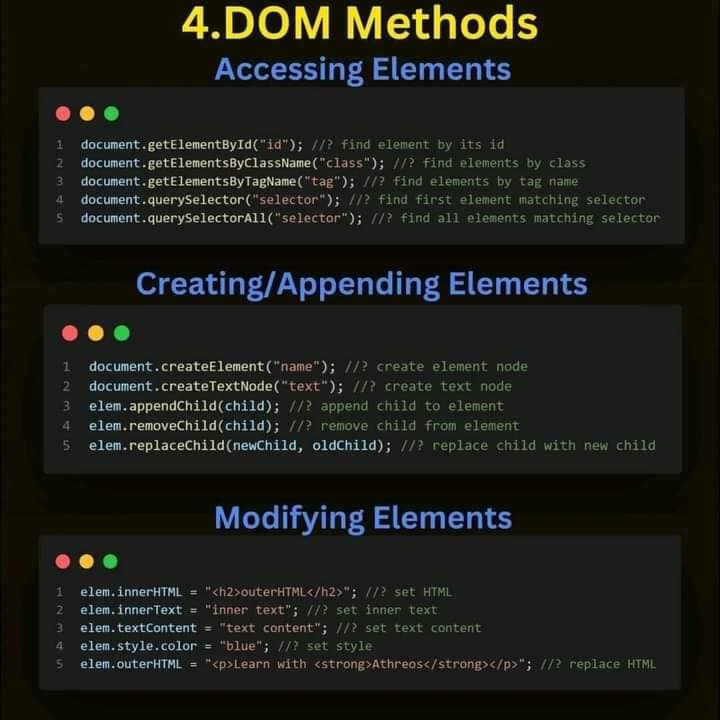 4.DOM Methods
Accessing Elements
1 document.getElementById("id"); //? find element by its id
2 document.getElementsByClassName("class"); //? find elements by class
3 document.getElementsByTagName("tag"); //? find elements by tag name
4 document.querySelector("selector"); //? find first element matching selector
5 document.querySelectorAll("selector"); //? find all elements matching selector
Creating/Appending Elements
1 document.createElement("name"); //? create element node
2 document.createTextNode("text"); //? create text node
3 elem.appendChild(child); //? append child to element
4 elem.removeChild(child); //? remove child from element
5 elem.replaceChild(newChild, oldChild); //? replace child with new child
Modifying Elements
1 elem.innerHTML = "<h2>outerHTML</h2>"; //? set HTML
2 elem.innerText = "inner text"; //? set inner text
3 elem.textContent = "text content"; //? set text content
4 elem.style.color = "blue"; //? set style
5 elem.outerHTML = "<p>Learn with <strong>Athreos</strong></p>"; //? replace HTML